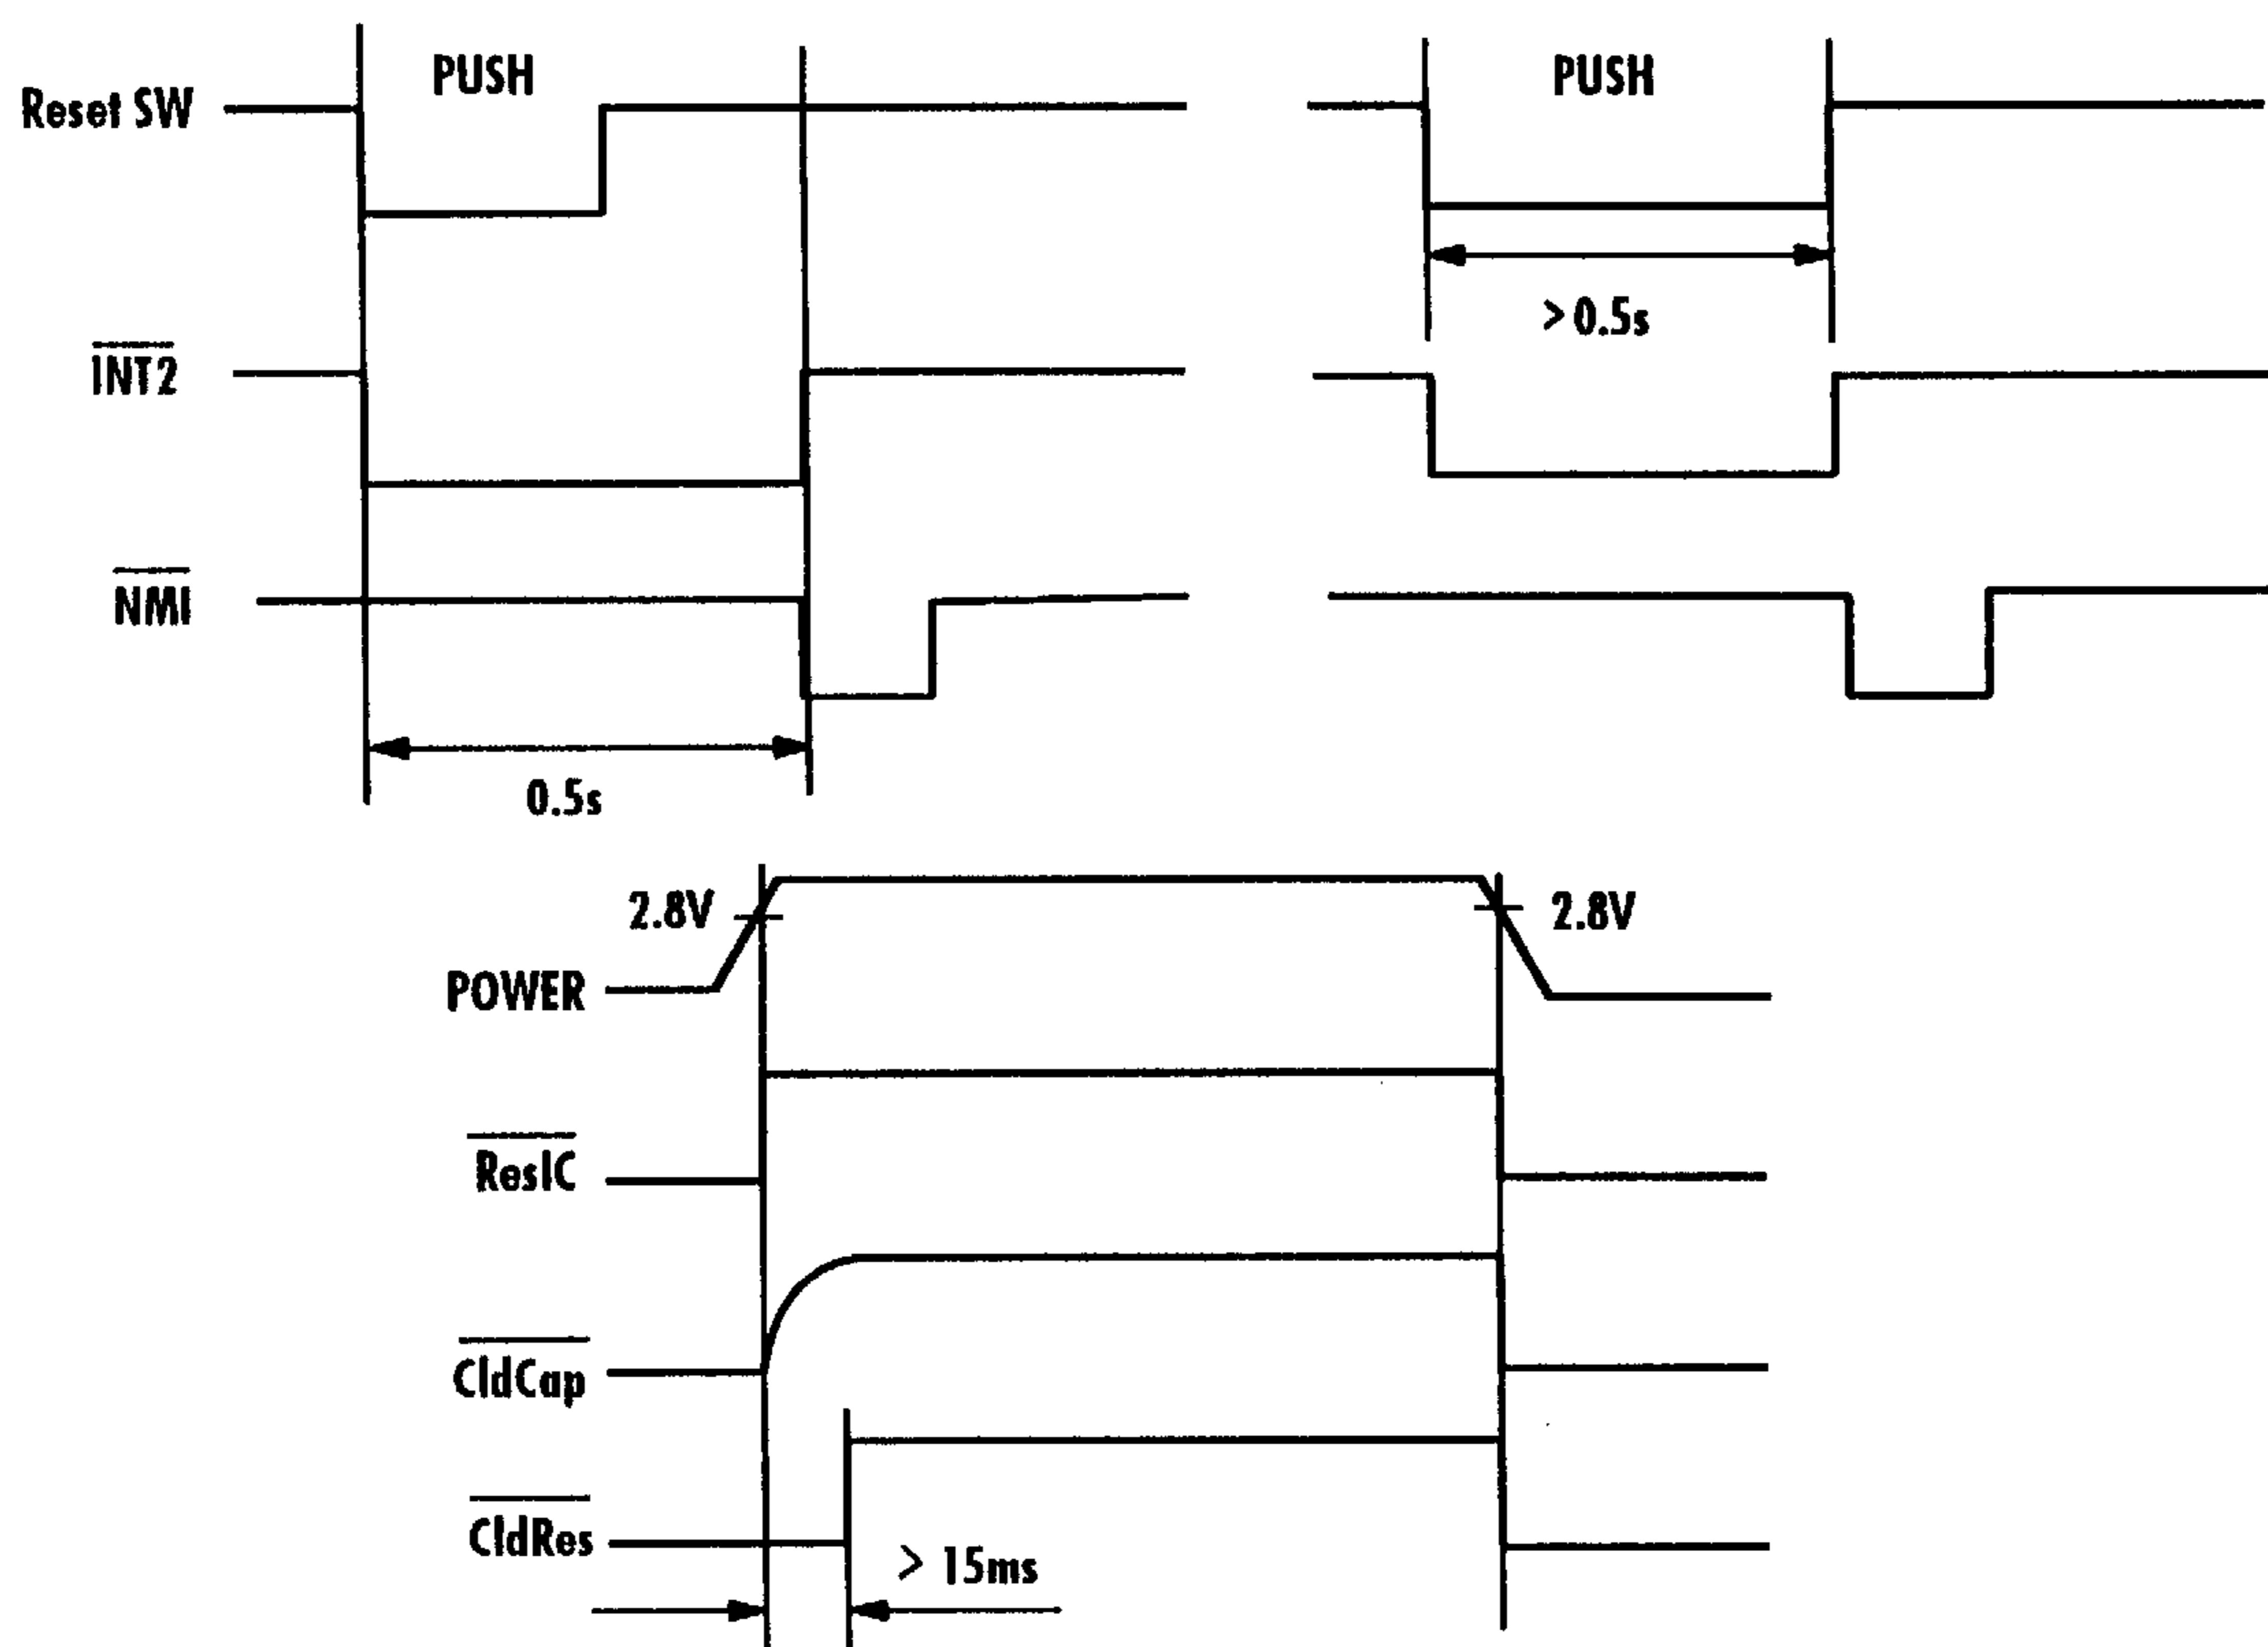 PUSH
PUSH
Reset SW
> 0.5s
INT2
NMI
0.5s
2.8V
2.8V
POWER
ResIC
CldCap
CldRes
> 15ms